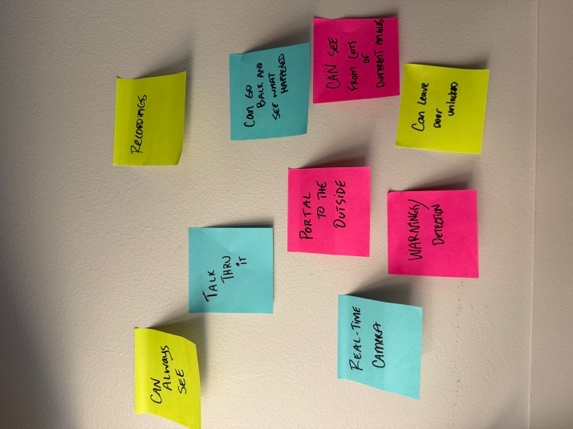 CAN
ALWAYS
SEE
RECORDINGS
TALK
THRU
IT
CAN GO
BACK AND
SEE WHAT
HAPPENED
PORTAL
TO THE
OUTSIDE
CAN SEE
FROM LOTS
OF
DIFFERENT ANGLES
REAL-TIME
CAMERA
WARNINGS/
DETECTION
Can leave
Door
unlocked